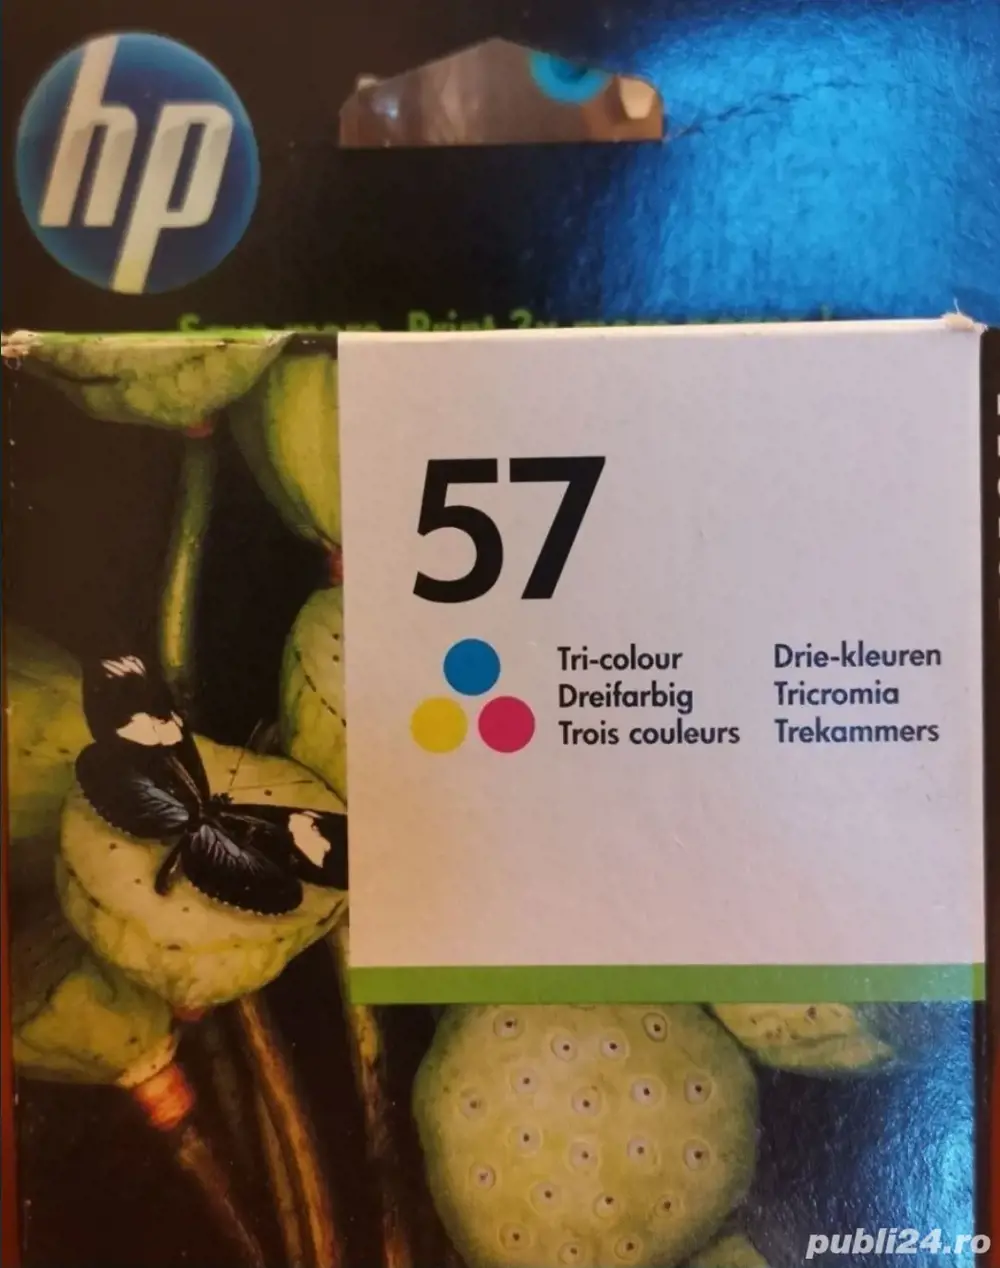 hp
57
Tri-colour
Dreifarbig
Trois couleurs
Drie-kleuren
Tricromia
Trekammers
publi24.ro